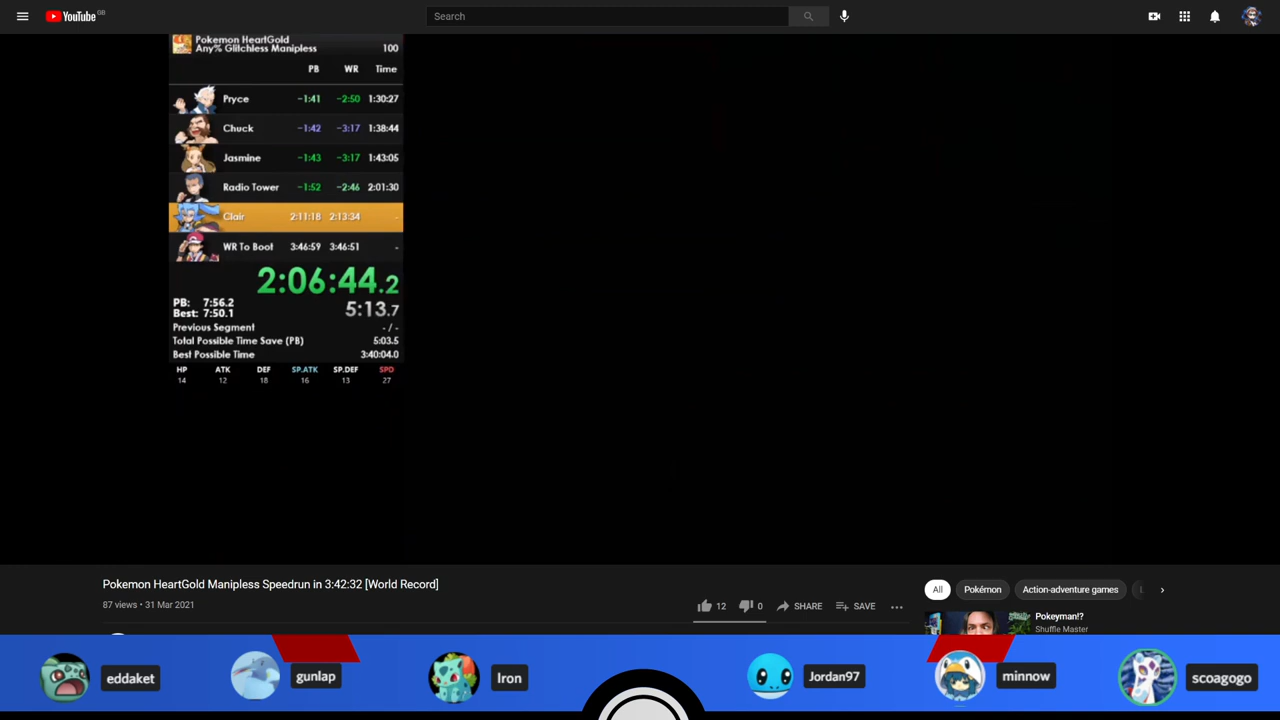 YouTube GB
Search
Pokemon HeartGold
Any% Glitchless Manipless 100
PB WR Time
Pryce -1:41 -2:50 1:30:27
Chuck -1:42 -3:17 1:38:44
Jasmine -1:43 -3:17 1:43:05
Radio Tower -1:52 -2:46 2:01:30
Clair 2:11:18 2:13:34 -
WR To Boot 3:46:59 3:46:51 -
2:06:44.2
PB: 7:56.2
Best: 7:50.1
5:13.7
Previous Segment - / -
Total Possible Time Save (PB) 5:03.5
Best Possible Time 3:40:04.0
HP ATK DEF SP.ATK SP.DEF SPD
14 12 18 16 13 27
Pokemon HeartGold Manipless Speedrun in 3:42:32 [World Record]
87 views • 31 Mar 2021
12 0 SHARE SAVE
All Pokémon Action-adventure games
Pokeyman!?
Shuffle Master
eddaket gunlap Iron Jordan97 minnow scoagogo